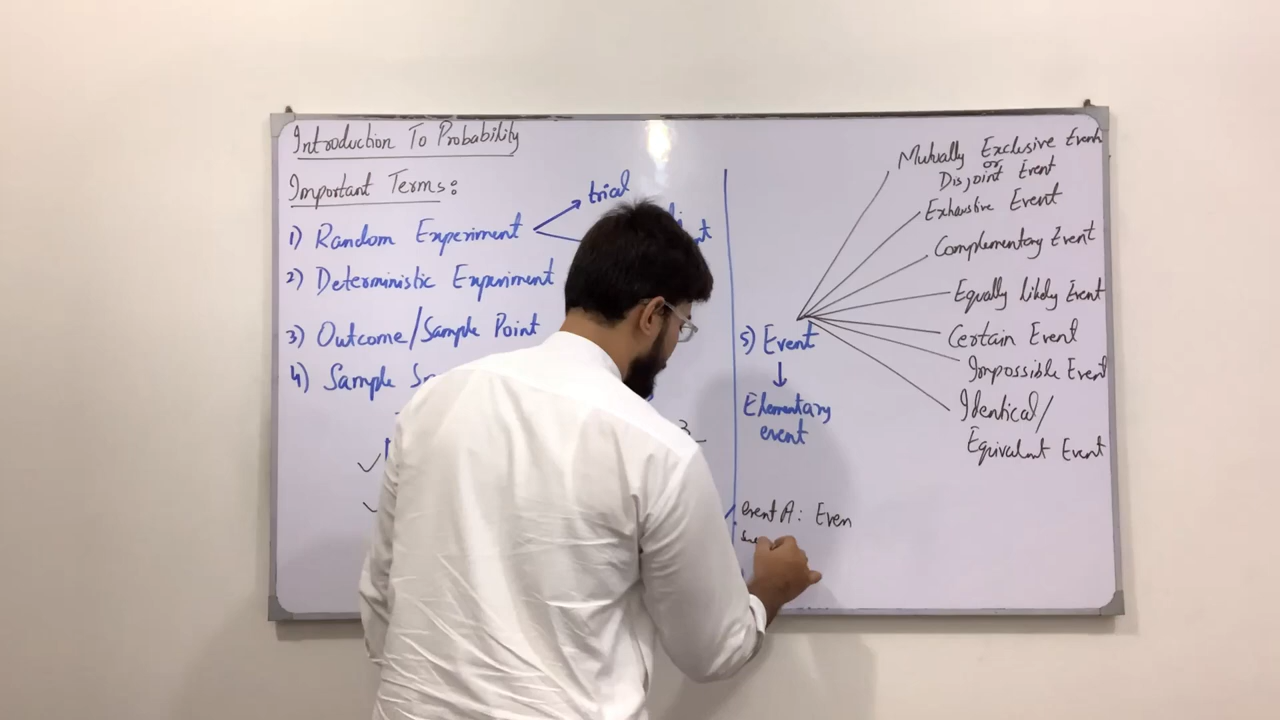 Introduction To Probability
Important Terms:
1) Random Experiment
trial
2) Deterministic Experiment
3) Outcome/Sample Point
4) Sample
5) Event
Elementary
event
Mutually Exclusive Event
or
Disjoint Event
Exhaustive Event
Complementary Event
Equally Likely Event
Certain Event
Impossible Event
Identical/
Equivalent Event
3
event A: Even